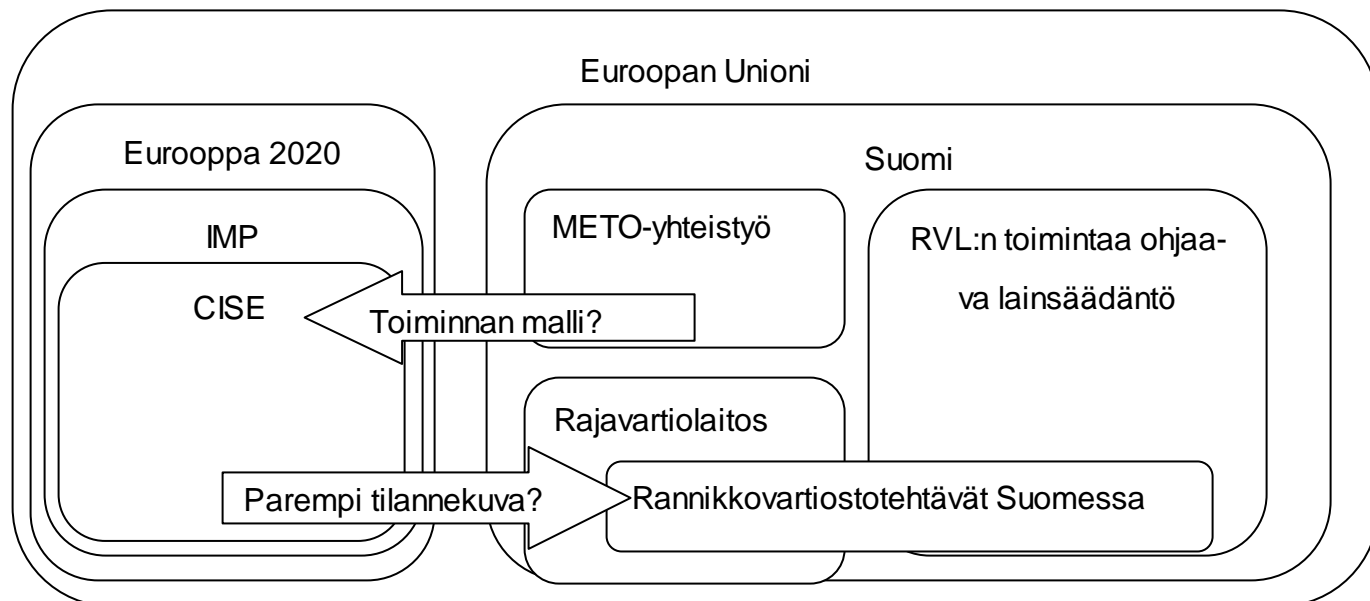 Euroopan Unioni
Eurooppa 2020
IMP
CISE
Suomi
METO-yhteistyö
RVL:n toimintaa ohjaa-
va lainsäädäntö
Toiminnan malli?
Rajavartiolaitos
Parempi tilannekuva?
Rannikkovartiostotehtävät Suomessa